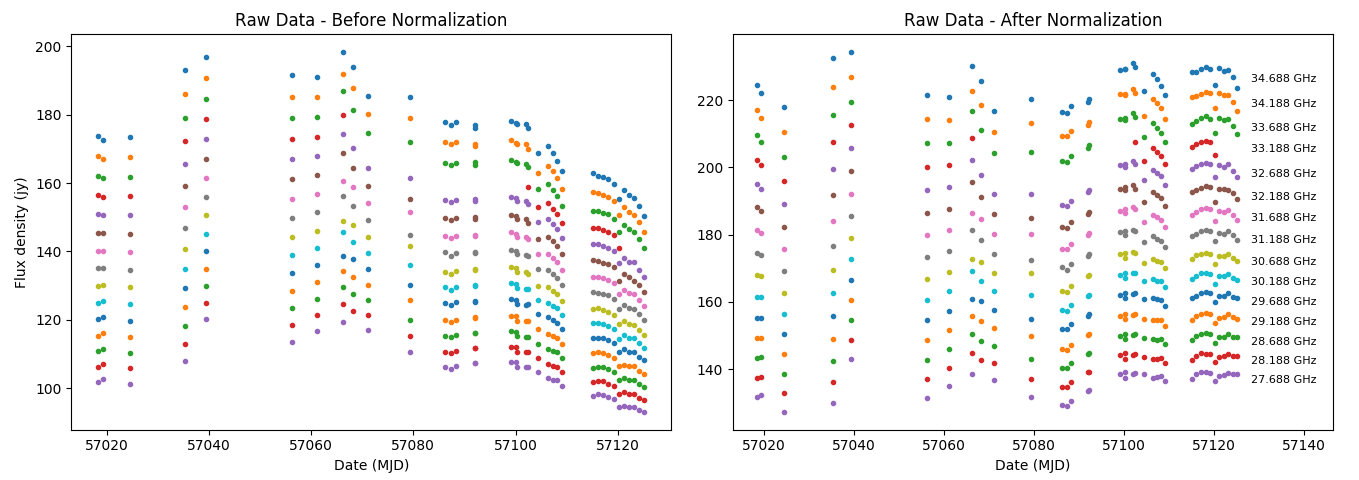 Raw Data - Before Normalization
Flux density (jy)
200
180
160
140
120
100
57020 57040 57060 57080 57100 57120
Date (MJD)
Raw Data - After Normalization
220
200
180
160
140
34.688 GHz
34.188 GHz
33.688 GHz
33.188 GHz
32.688 GHz
32.188 GHz
31.688 GHz
31.188 GHz
30.688 GHz
30.188 GHz
29.688 GHz
29.188 GHz
28.688 GHz
28.188 GHz
27.688 GHz
57020 57040 57060 57080 57100 57120 57140
Date (MJD)